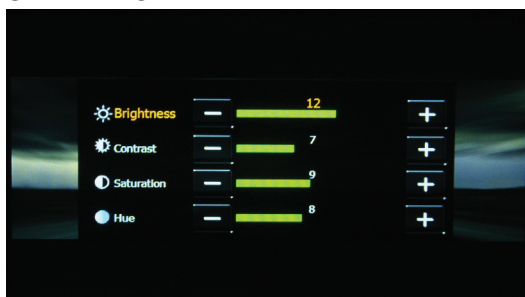 Brightness − 12 +
Contrast − 7 +
Saturation − 9 +
Hue − 8 +